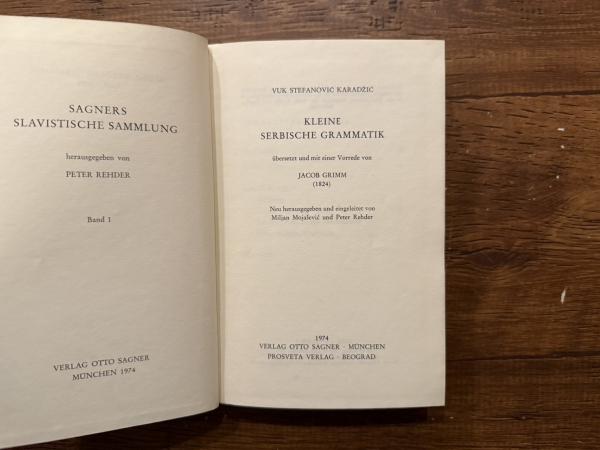 SAGNERS
SLAVISTISCHE SAMMLUNG
herausgegeben von
PETER REHDER
Band 1
VERLAG OTTO SAGNER
MÜNCHEN 1974
VUK STEFANOVIĆ KARADŽIĆ
KLEINE
SERBISCHE GRAMMATIK
übersetzt und mit einer Vorrede von
JACOB GRIMM
(1824)
Neu herausgegeben und eingeleitet von
Miljan Mojašević und Peter Rehder
1974
VERLAG OTTO SAGNER · MÜNCHEN
PROSVETA VERLAG · BEOGRAD